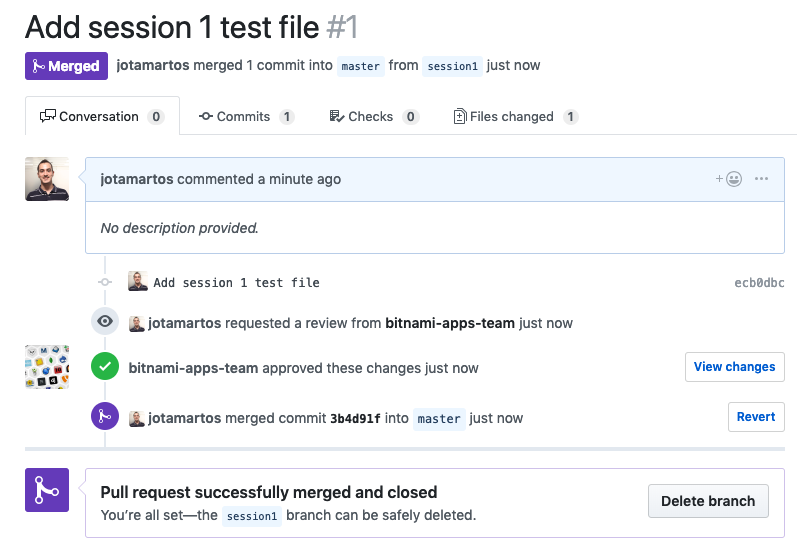 Add session 1 test file #1
Merged jotamartos merged 1 commit into master from session1 just now
Conversation 0 Commits 1 Checks 0 Files changed 1
jotamartos commented a minute ago
No description provided.
Add session 1 test file ecb0dbc
jotamartos requested a review from bitnami-apps-team just now
bitnami-apps-team approved these changes just now View changes
jotamartos merged commit 3b4d91f into master just now Revert
Pull request successfully merged and closed
You’re all set—the session1 branch can be safely deleted.
Delete branch